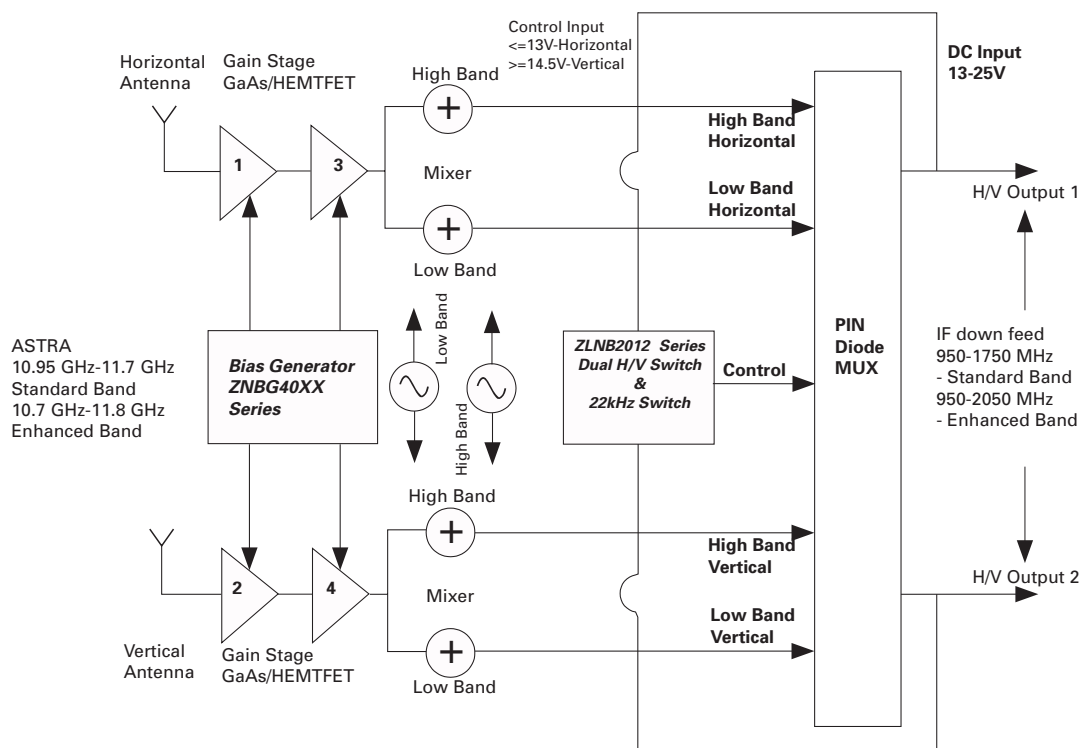 Control Input
<=13V-Horizontal
>=14.5V-Vertical
DC Input
13-25V
Horizontal
Antenna
Gain Stage
GaAs/HEMTFET
High Band
1
3
Mixer
Low Band
High Band
Horizontal
Low Band
Horizontal
H/V Output 1
ASTRA
10.95 GHz-11.7 GHz
Standard Band
10.7 GHz-11.8 GHz
Enhanced Band
Bias Generator
ZNBG40XX
Series
Low Band
High Band
ZLNB2012 Series
Dual H/V Switch
&
22kHz Switch
Control
PIN
Diode
MUX
IF down feed
950-1750 MHz
- Standard Band
950-2050 MHz
- Enhanced Band
High Band
2
4
Mixer
Low Band
High Band
Vertical
Low Band
Vertical
H/V Output 2
Vertical
Antenna
Gain Stage
GaAs/HEMTFET